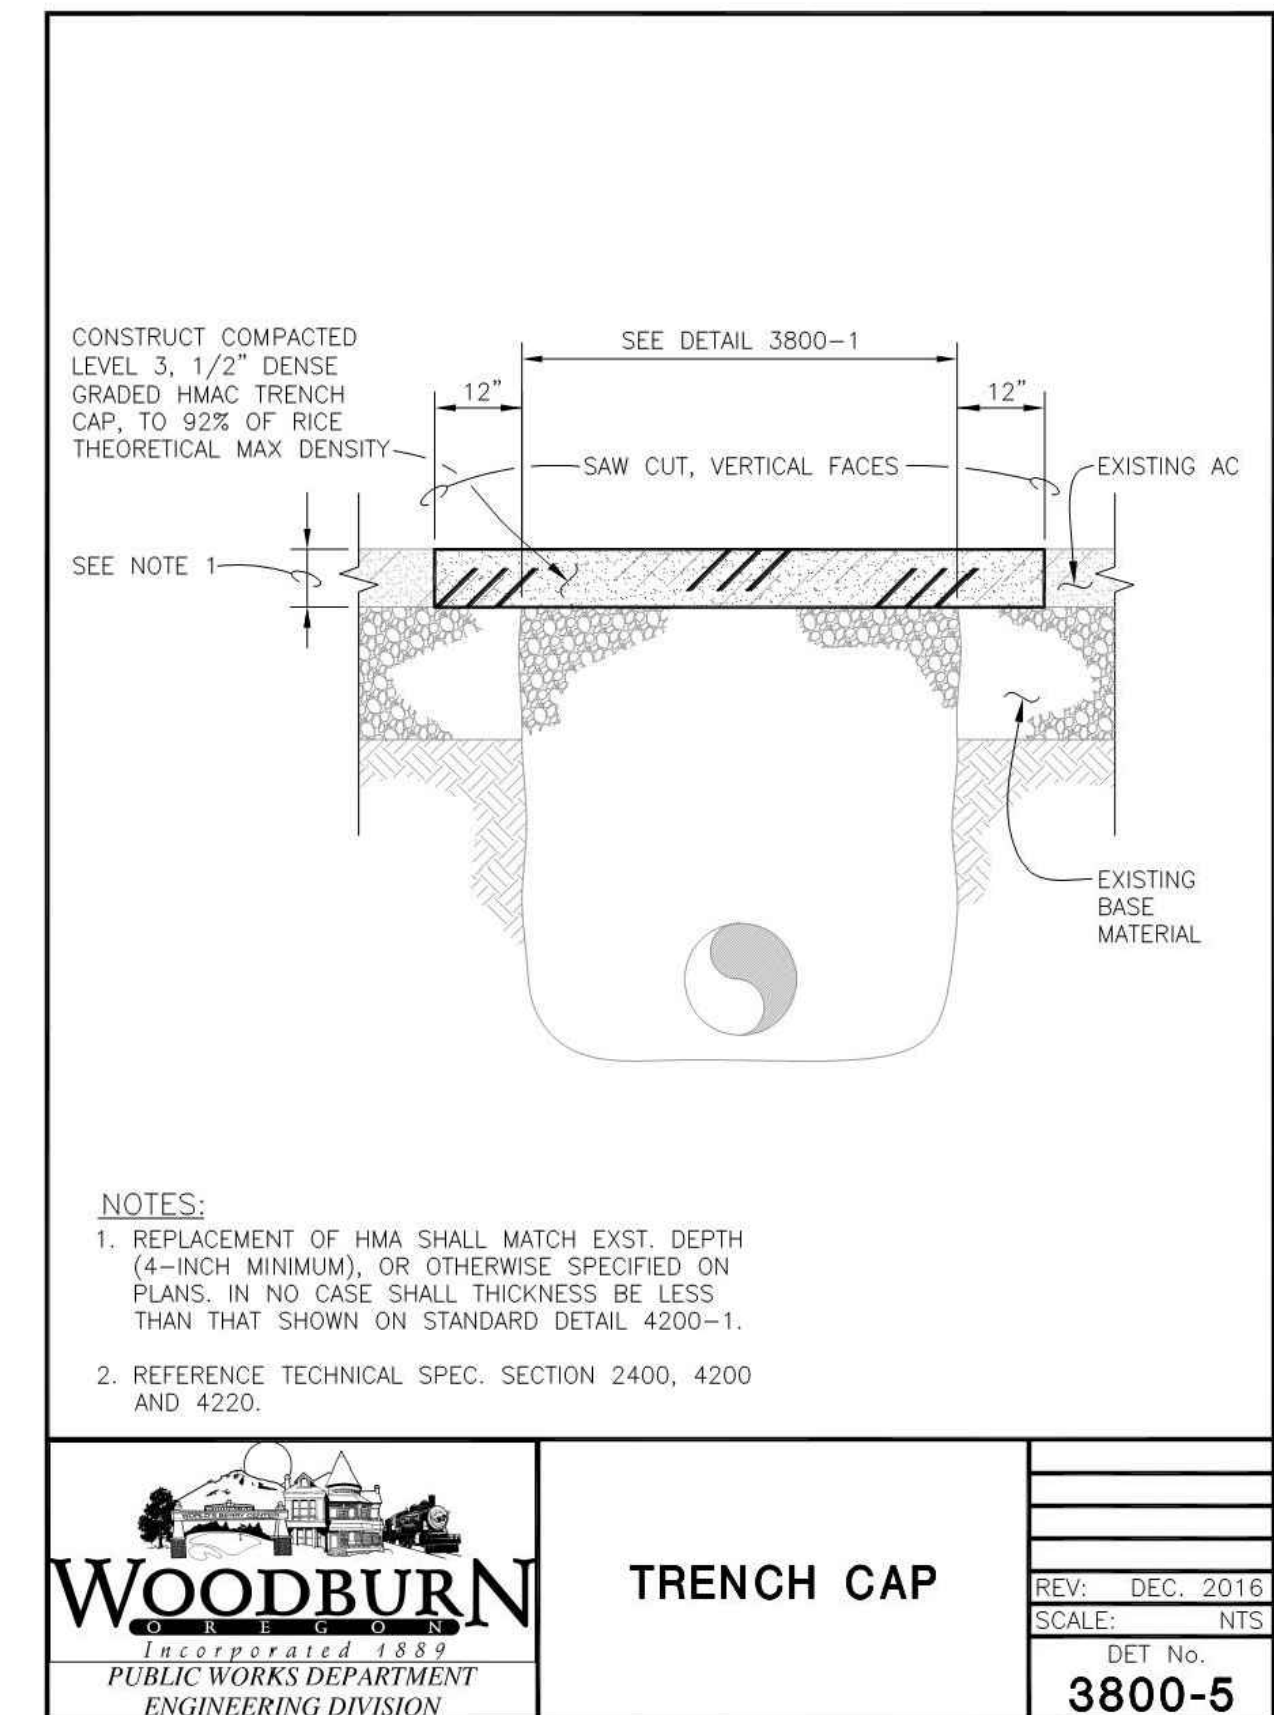 CONSTRUCT COMPACTED
LEVEL 3, 1/2" DENSE
GRADED HMAC TRENCH
CAP, TO 92% OF RICE
THEORETICAL MAX DENSITY
SEE DETAIL 3800-1
12"
12"
SAW CUT, VERTICAL FACES
EXISTING AC
SEE NOTE 1
EXISTING
BASE
MATERIAL
NOTES:
1. REPLACEMENT OF HMA SHALL MATCH EXST. DEPTH
(4-INCH MINIMUM), OR OTHERWISE SPECIFIED ON
PLANS. IN NO CASE SHALL THICKNESS BE LESS
THAN THAT SHOWN ON STANDARD DETAIL 4200-1.
2. REFERENCE TECHNICAL SPEC. SECTION 2400, 4200
AND 4220.
WOODBURN
OREGON
Incorporated 1889
PUBLIC WORKS DEPARTMENT
ENGINEERING DIVISION
TRENCH CAP
REV: DEC. 2016
SCALE: NTS
DET No.
3800-5